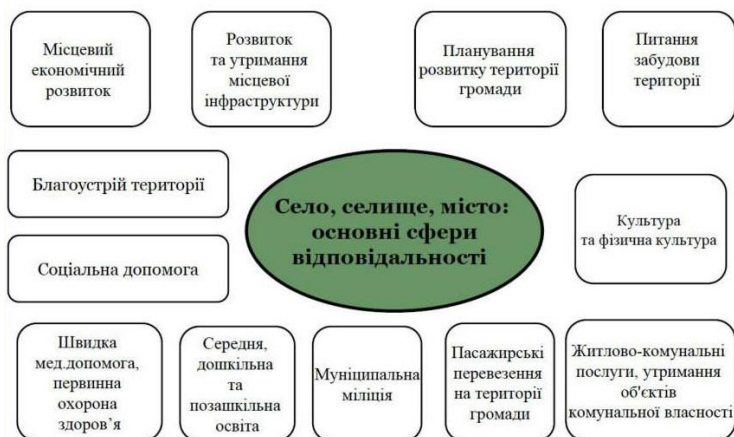 Місцевий
економічний
розвиток
Розвиток
та утримання
місцевої
інфраструктури
Планування
розвитку території
громади
Питання
забудови
території
Благоустрій території
Село, селище, місто:
основні сфери
відповідальності
Культура
та фізична культура
Соціальна допомога
Швидка
мед.допомога,
первинна
охорона
здоров’я
Середня,
дошкільна
та
позашкільна
освіта
Муніципальна
міліція
Пасажирські
перевезення
на території
громади
Житлово-комунальні
послуги, утримання
об'єктів
комунальної власності